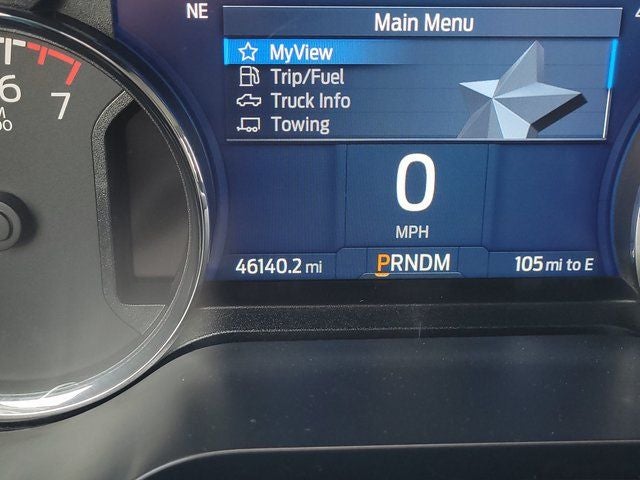 NE
Main Menu
MyView
Trip/Fuel
Truck Info
Towing
6
7
0
MPH
46140.2 mi
PRNDM
105 mi to E